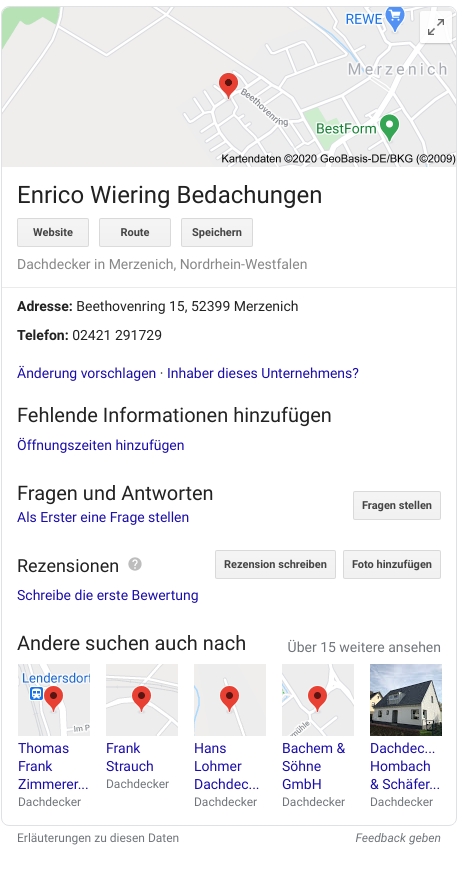 REWE
Merzenich
Beethovenring
BestForm
Kartendaten ©2020 GeoBasis-DE/BKG (©2009)
Enrico Wiering Bedachungen
Website Route Speichern
Dachdecker in Merzenich, Nordrhein-Westfalen
Adresse: Beethovenring 15, 52399 Merzenich
Telefon: 02421 291729
Änderung vorschlagen · Inhaber dieses Unternehmens?
Fehlende Informationen hinzufügen
Öffnungszeiten hinzufügen
Fragen und Antworten
Fragen stellen
Als Erster eine Frage stellen
Rezensionen ? Rezension schreiben Foto hinzufügen
Schreibe die erste Bewertung
Andere suchen auch nach Über 15 weitere ansehen
Lendersdorf
Im P
mühle
Thomas Frank Hans Bachem & Dachdec...
Frank Strauch Lohmer Söhne Hombach
Zimmerer... Dachdecker Dachdec... GmbH & Schäfer...
Dachdecker Dachdecker Dachdecker Dachdecker
Erläuterungen zu diesen Daten Feedback geben